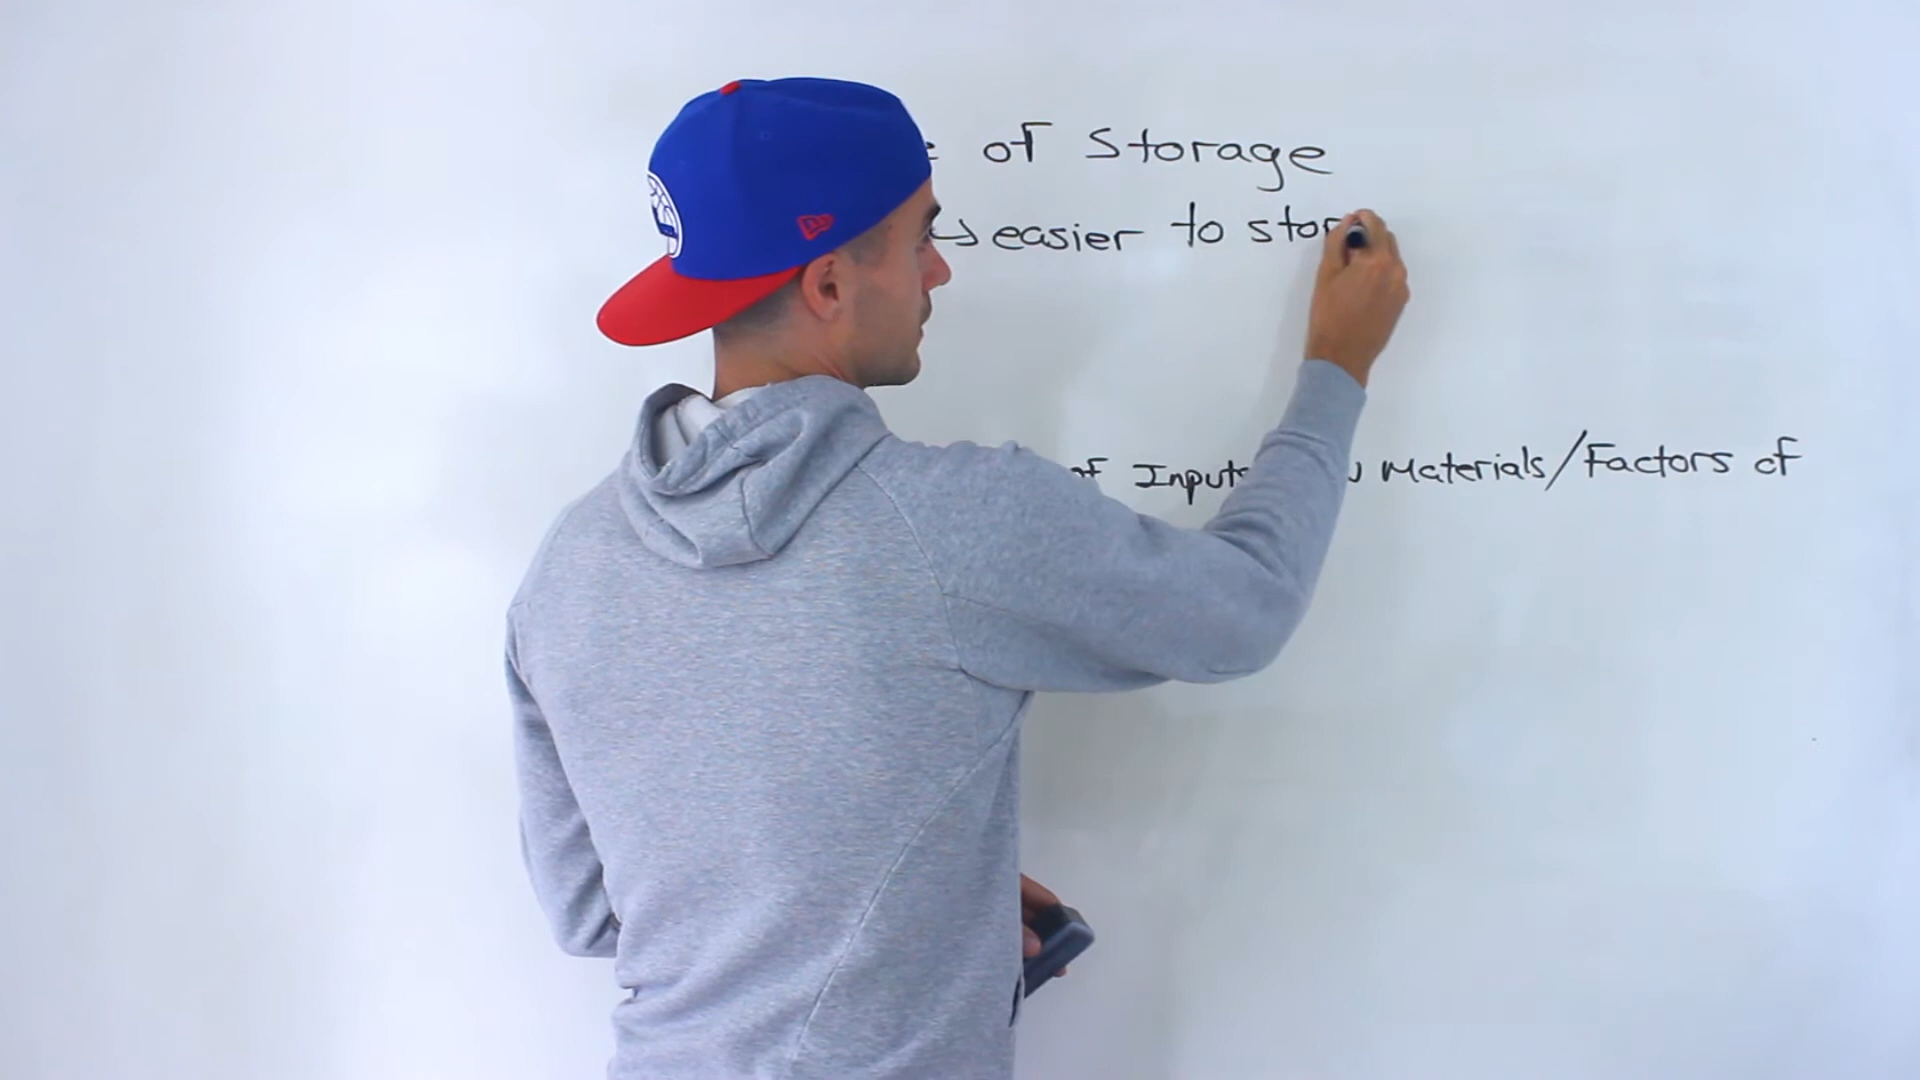 of Storage
↳ easier to stor
of Inputs Materials/Factors of